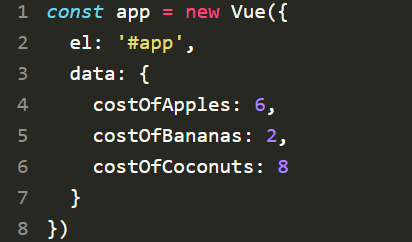 1 const app = new Vue({
2   el: '#app',
3   data: {
4     costOfApples: 6,
5     costOfBananas: 2,
6     costOfCoconuts: 8
7   }
8 })